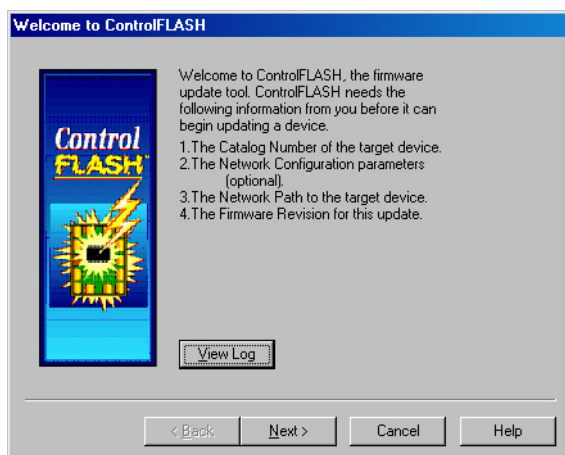 Welcome to ControlFLASH
Control
FLASH
Welcome to ControlFLASH, the firmware
update tool. ControlFLASH needs the
following information from you before it can
begin updating a device.
1.The Catalog Number of the target device.
2.The Network Configuration parameters
(optional).
3.The Network Path to the target device.
4.The Firmware Revision for this update.
View Log
< Back
Next >
Cancel
Help